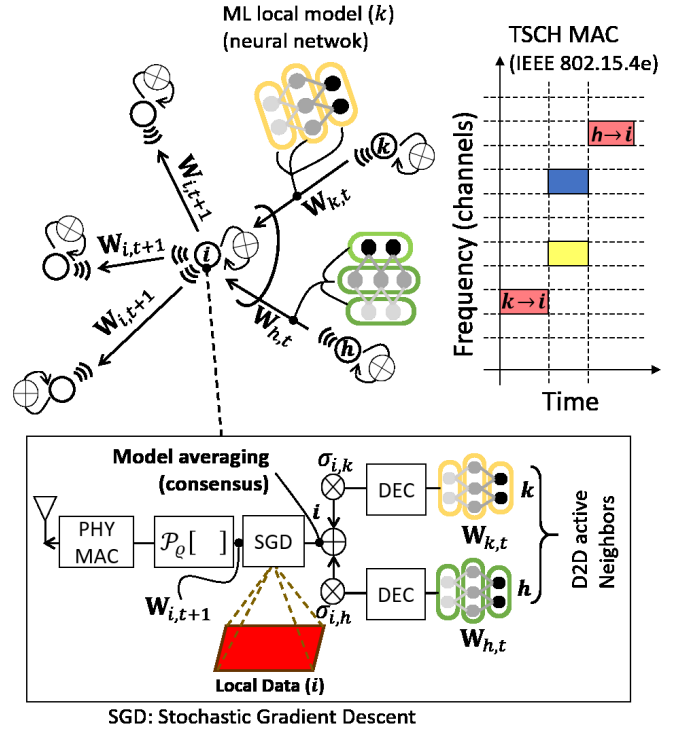 ML local model (k)
(neural netwok)
TSCH MAC
(IEEE 802.15.4e)
Frequency (channels)
Time
h→i
k→i
k
W_{k,t}
W_{i,t+1}
W_{i,t+1}
W_{i,t+1}
i
W_{h,t}
h
Model averaging
(consensus)
σ_{i,k}
DEC
k
W_{k,t}
i
PHY
MAC
𝒫_ϱ[ ]
SGD
W_{i,t+1}
σ_{i,h}
DEC
h
W_{h,t}
D2D active
Neighbors
Local Data (i)
SGD: Stochastic Gradient Descent